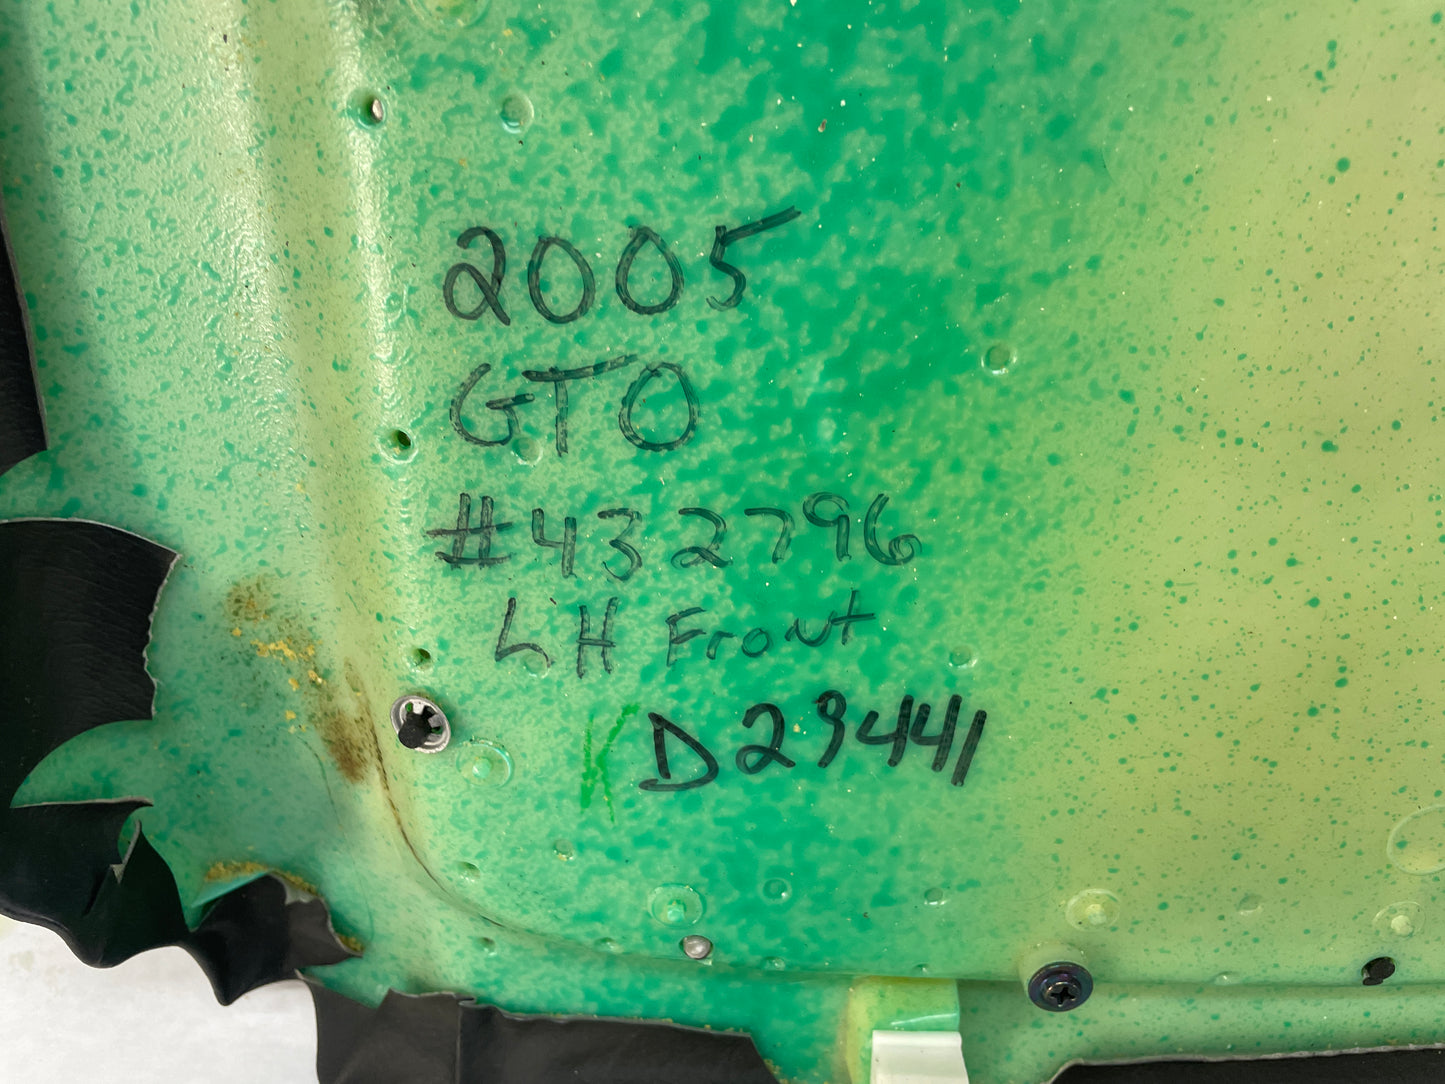 2005
GTO
#432796
LH Front
K D29441